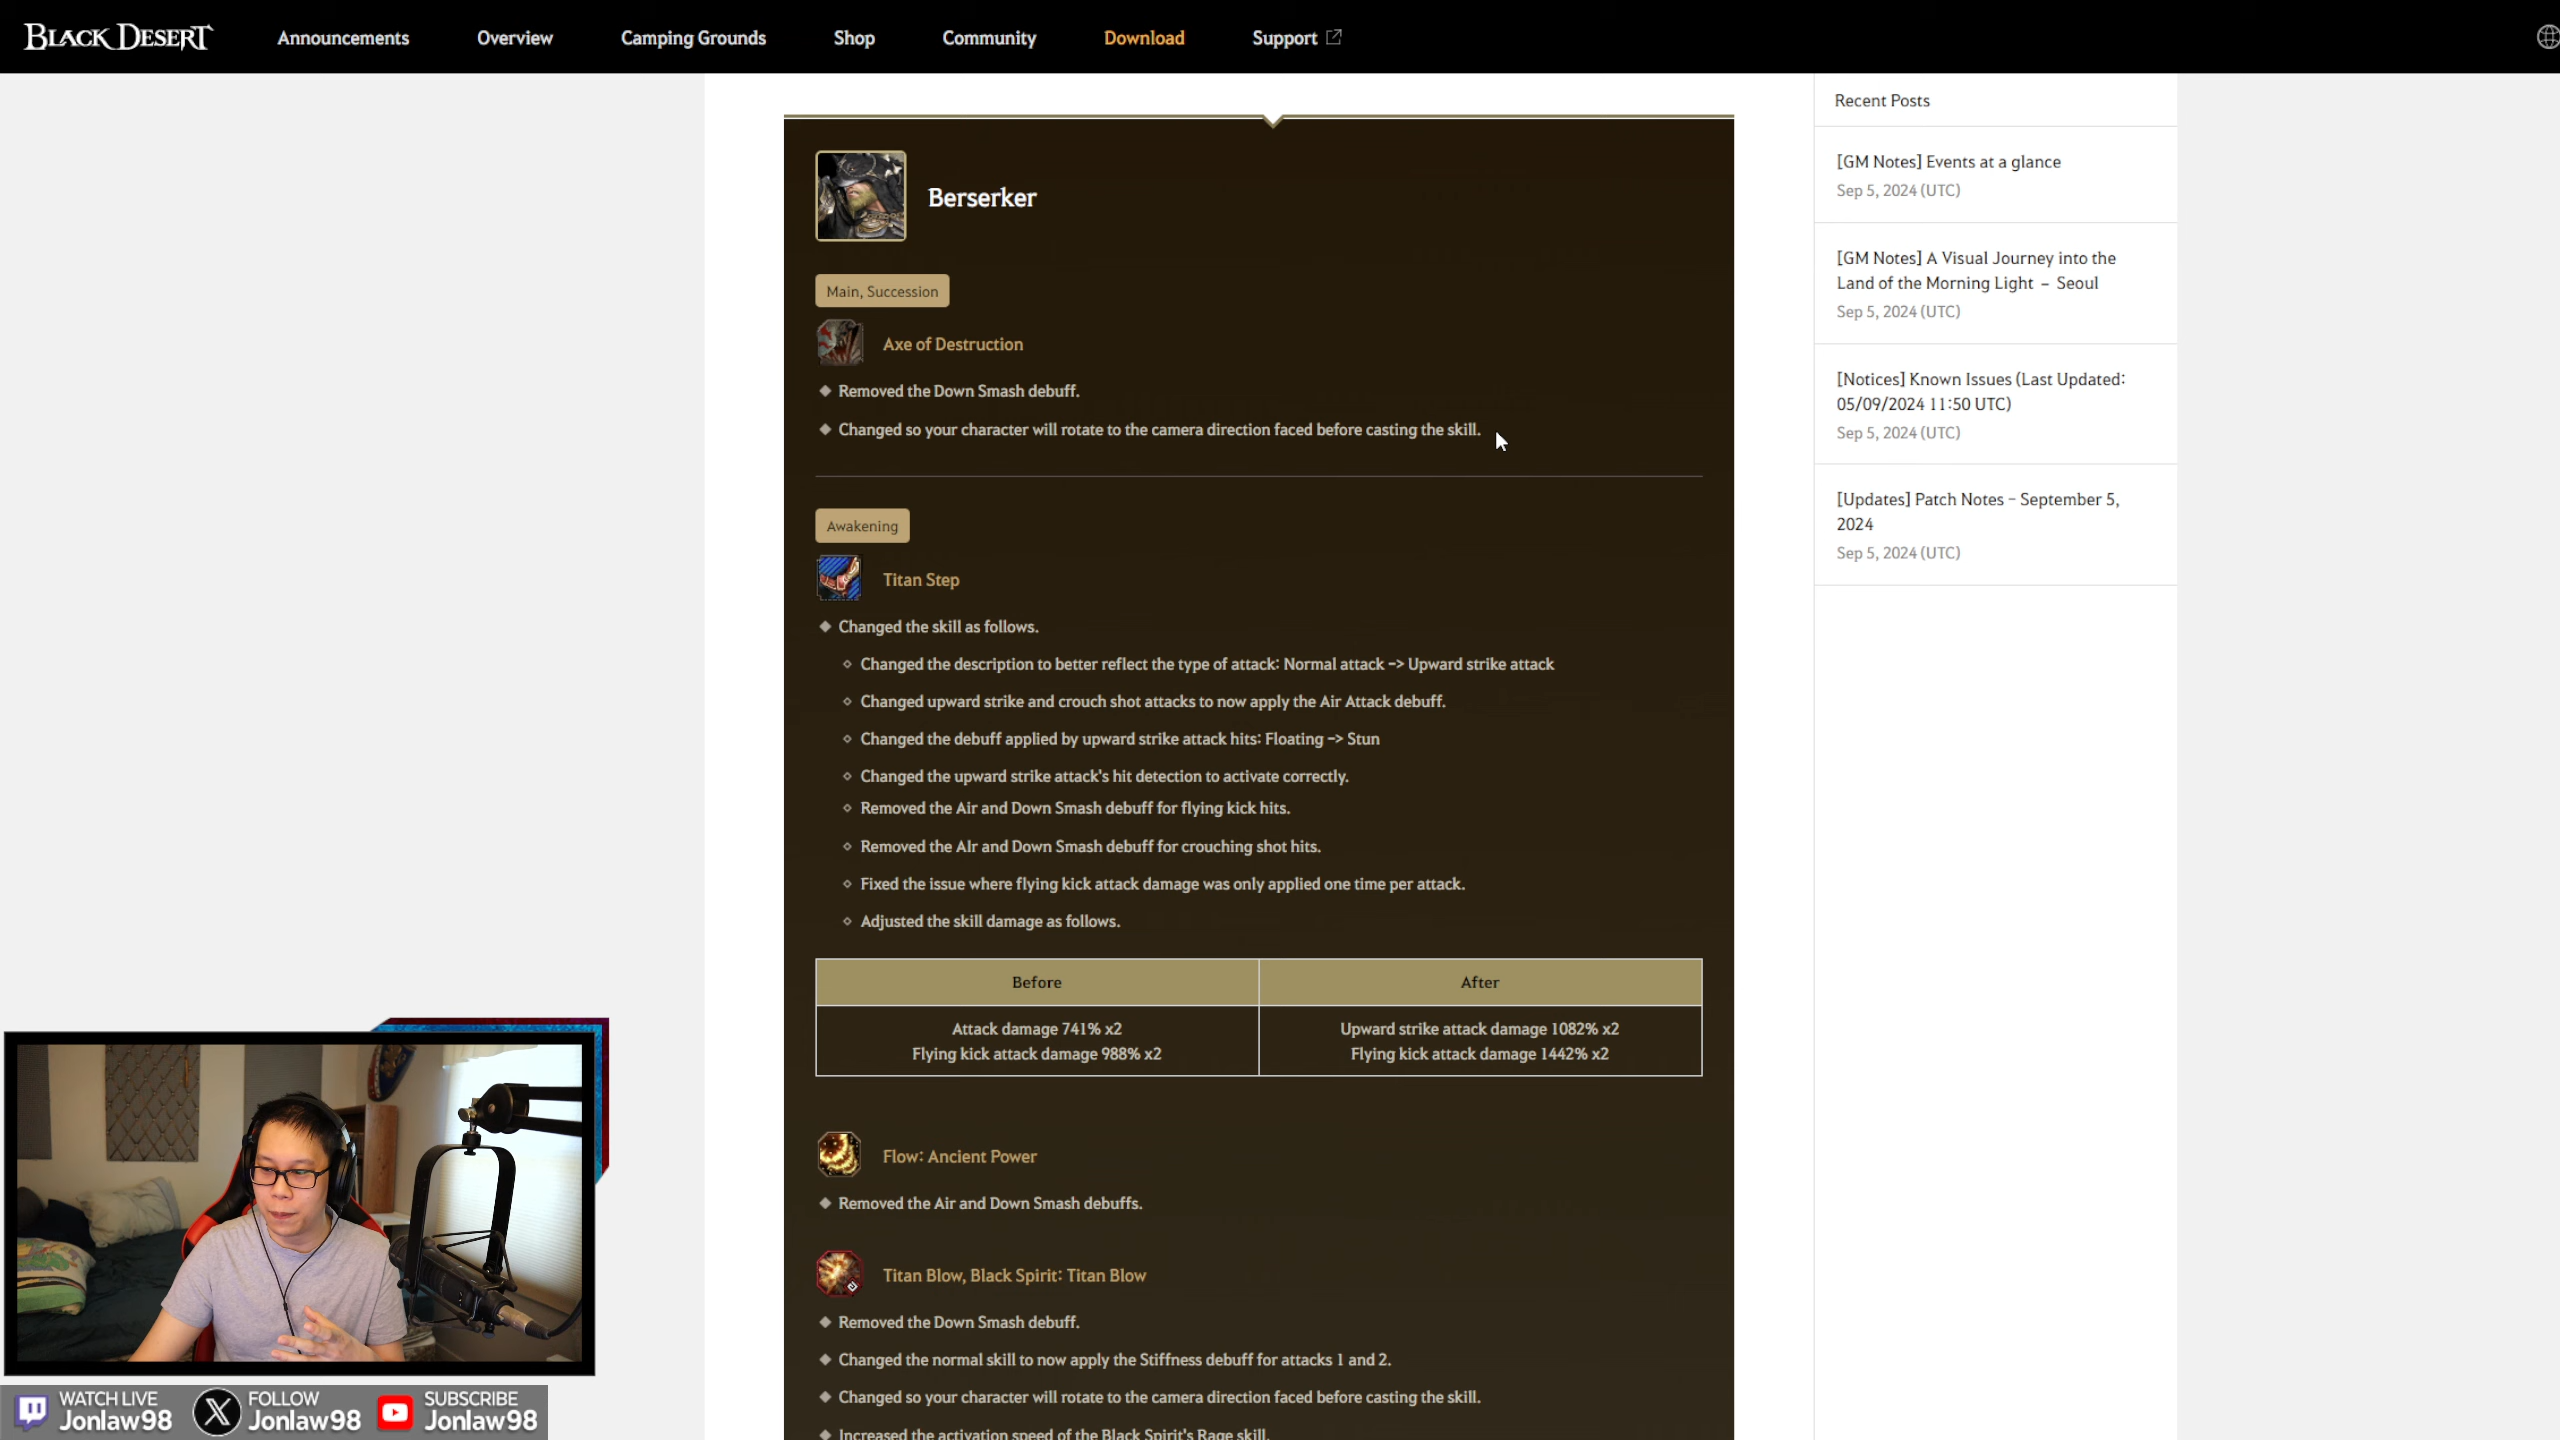 BLACK DESERT
Announcements
Overview
Camping Grounds
Shop
Community
Download
Support
Berserker
Main, Succession
Axe of Destruction
Removed the Down Smash debuff.
Changed so your character will rotate to the camera direction faced before casting the skill.
Awakening
Titan Step
Changed the skill as follows.
Changed the description to better reflect the type of attack: Normal attack -> Upward strike attack
Changed upward strike and crouch shot attacks to now apply the Air Attack debuff.
Changed the debuff applied by upward strike attack hits: Floating -> Stun
Changed the upward strike attack's hit detection to activate correctly.
Removed the Air and Down Smash debuff for flying kick hits.
Removed the AIr and Down Smash debuff for crouching shot hits.
Fixed the issue where flying kick attack damage was only applied one time per attack.
Adjusted the skill damage as follows.
Before
After
Attack damage 741% x2
Flying kick attack damage 988% x2
Upward strike attack damage 1082% x2
Flying kick attack damage 1442% x2
Flow: Ancient Power
Removed the Air and Down Smash debuffs.
Titan Blow, Black Spirit: Titan Blow
Removed the Down Smash debuff.
Changed the normal skill to now apply the Stiffness debuff for attacks 1 and 2.
Changed so your character will rotate to the camera direction faced before casting the skill.
Increased the activation speed of the Black Spirit's Rage skill.
Recent Posts
[GM Notes] Events at a glance
Sep 5, 2024 (UTC)
[GM Notes] A Visual Journey into the
Land of the Morning Light – Seoul
Sep 5, 2024 (UTC)
[Notices] Known Issues (Last Updated:
05/09/2024 11:50 UTC)
Sep 5, 2024 (UTC)
[Updates] Patch Notes – September 5,
2024
Sep 5, 2024 (UTC)
WATCH LIVE
Jonlaw98
FOLLOW
Jonlaw98
SUBSCRIBE
Jonlaw98